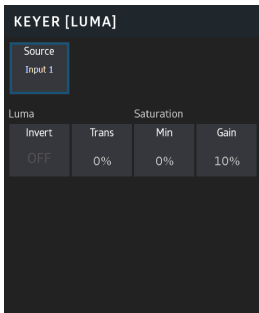 KEYER [LUMA]
Source
Input 1
Luma Saturation
Invert Trans Min Gain
OFF 0% 0% 10%